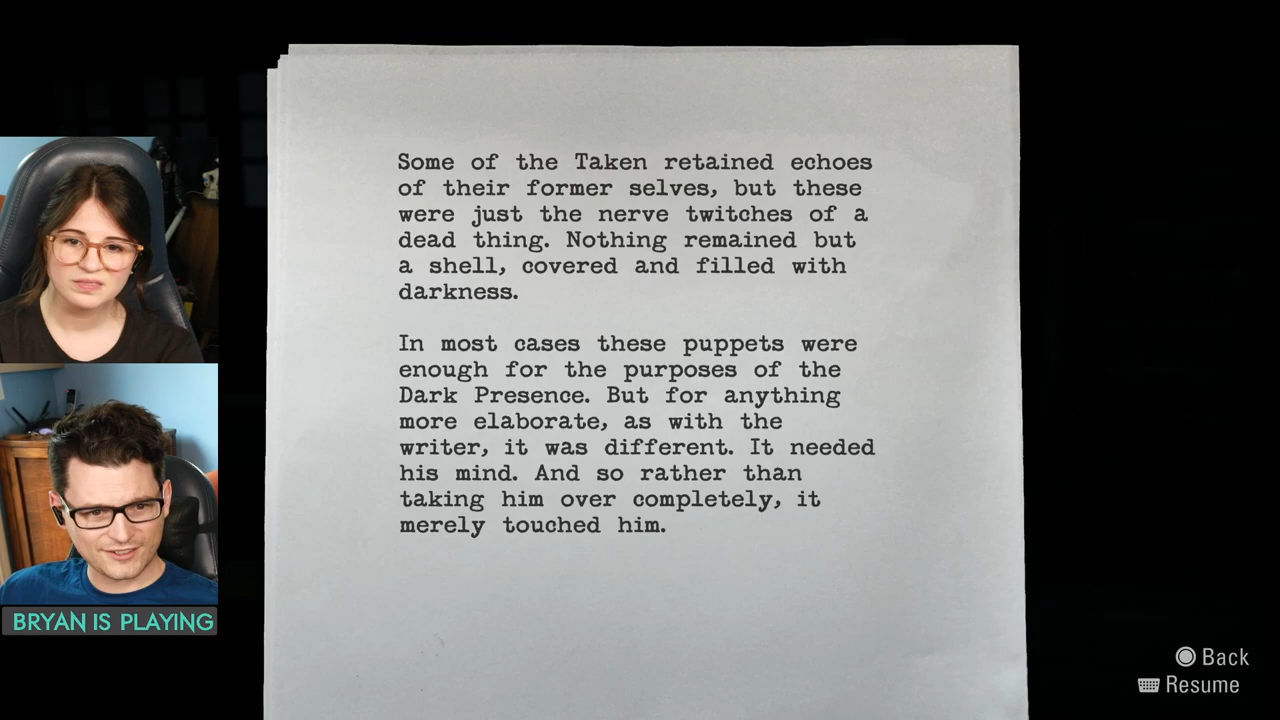 Some of the Taken retained echoes
of their former selves, but these
were just the nerve twitches of a
dead thing. Nothing remained but
a shell, covered and filled with
darkness.
In most cases these puppets were
enough for the purposes of the
Dark Presence. But for anything
more elaborate, as with the
writer, it was different. It needed
his mind. And so rather than
taking him over completely, it
merely touched him.
BRYAN IS PLAYING
Back
Resume